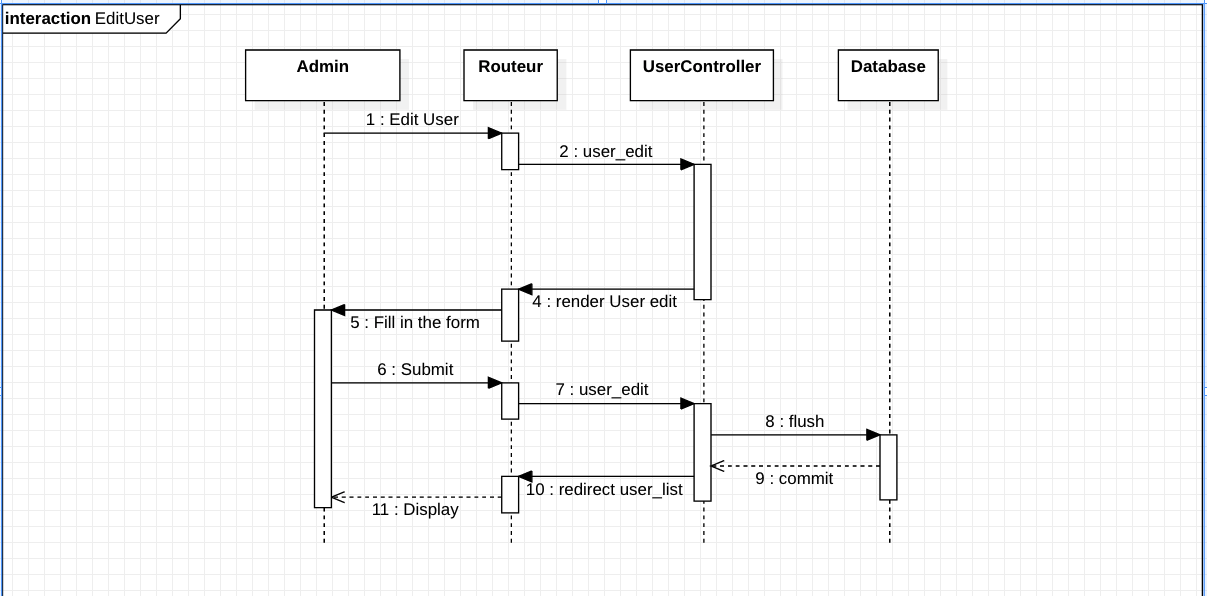 interaction EditUser
Admin
Routeur
UserController
Database
1 : Edit User
2 : user_edit
4 : render User edit
5 : Fill in the form
6 : Submit
7 : user_edit
8 : flush
9 : commit
10 : redirect user_list
11 : Display